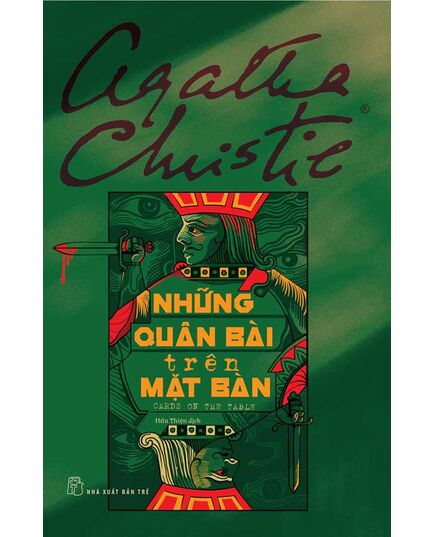 Agatha
Christie®
NHỮNG
QUÂN BÀI
trên
MẶT BÀN
CARDS ON THE TABLE
Hữu Thiện dịch
NHÀ XUẤT BẢN TRẺ